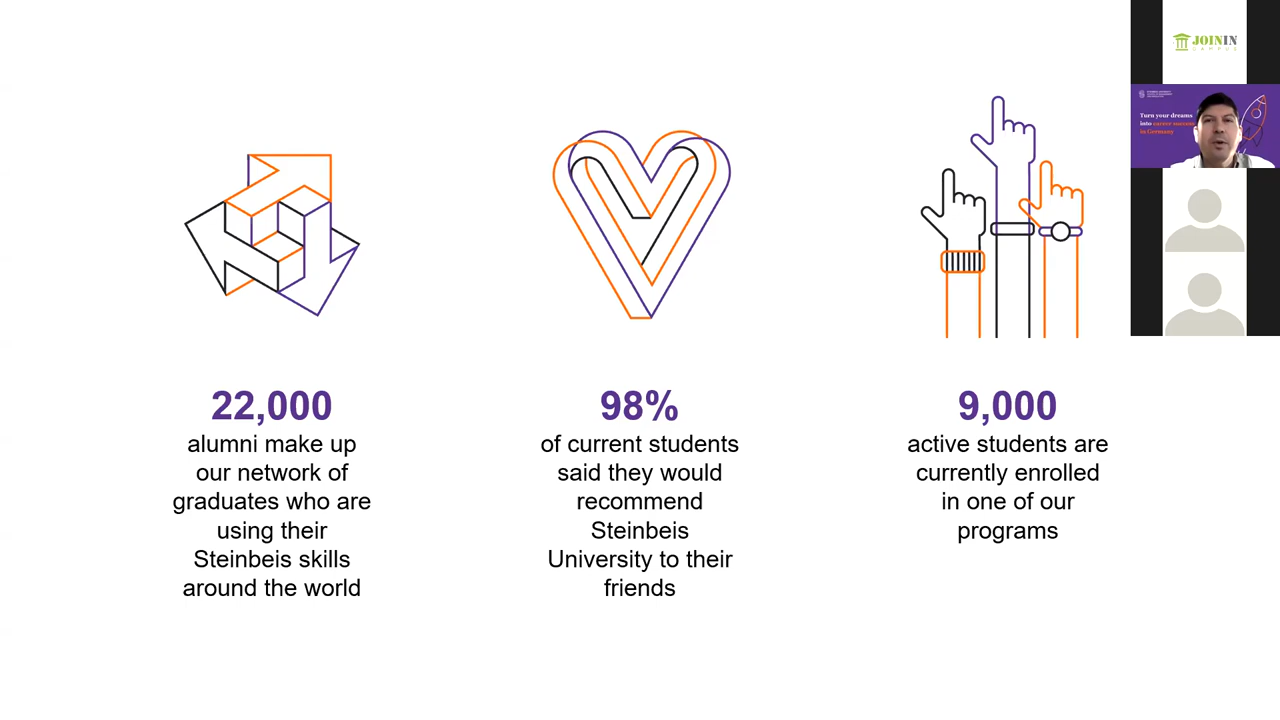 22,000
alumni make up
our network of
graduates who are
using their
Steinbeis skills
around the world
98%
of current students
said they would
recommend
Steinbeis
University to their
friends
9,000
active students are
currently enrolled
in one of our
programs
JOININ
CAMPUS
Turn your dreams
into career success
in Germany